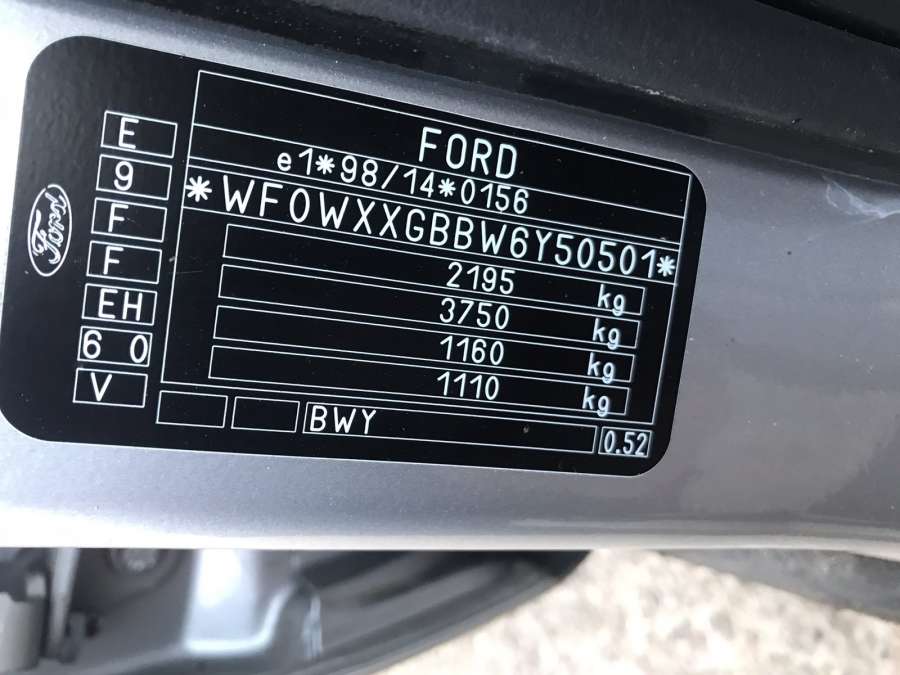 FORD
e1*98/14*0156
*WF0WXXGBBW6Y50501*
2195 kg
3750 kg
1160 kg
1110 kg
BWY
0.52
E
9
F
F
EH
6 0
V
Ford